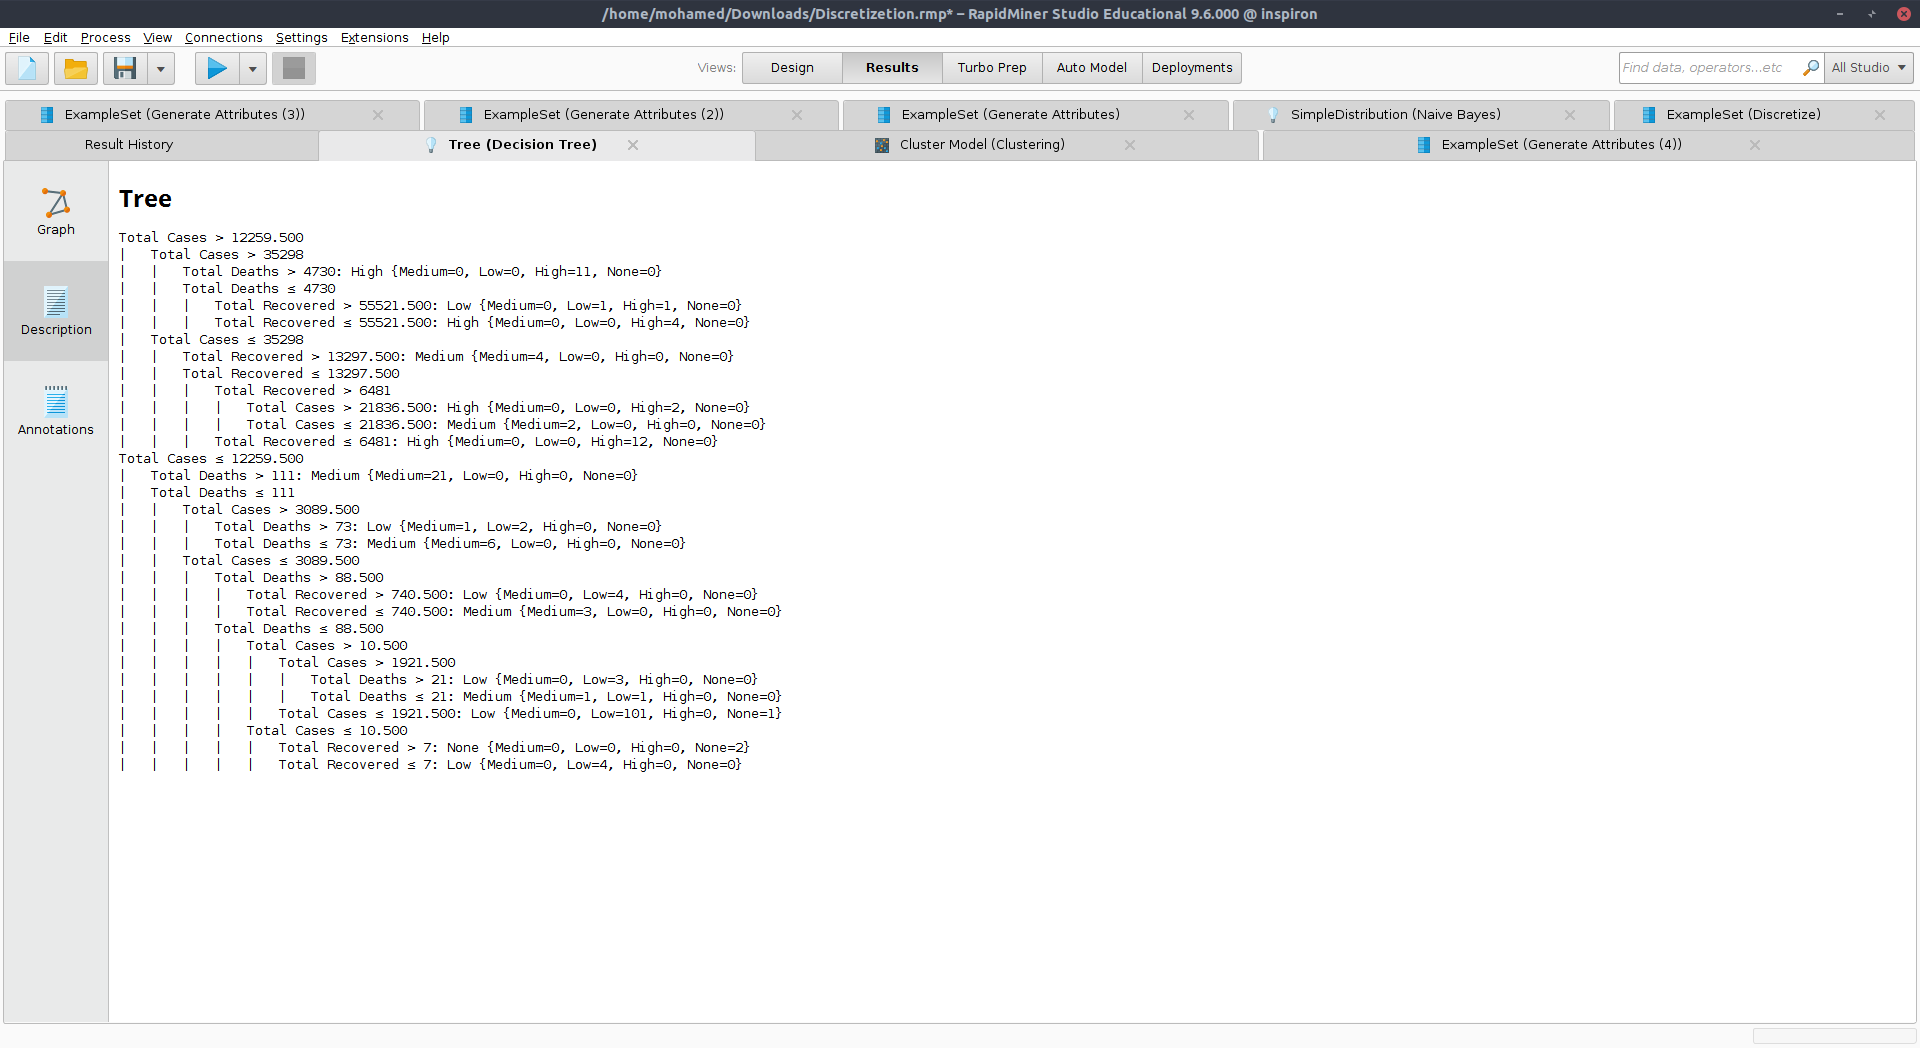 /home/mohamed/Downloads/Discretizetion.rmp* – RapidMiner Studio Educational 9.6.000 @ inspiron
File Edit Process View Connections Settings Extensions Help
Views: Design Results Turbo Prep Auto Model Deployments Find data, operators...etc All Studio
ExampleSet (Generate Attributes (3)) ExampleSet (Generate Attributes (2)) ExampleSet (Generate Attributes) SimpleDistribution (Naive Bayes) ExampleSet (Discretize)
Result History Tree (Decision Tree) Cluster Model (Clustering) ExampleSet (Generate Attributes (4))
Graph
Description
Annotations
Tree
Total Cases > 12259.500
| Total Cases > 35298
| | Total Deaths > 4730: High {Medium=0, Low=0, High=11, None=0}
| | Total Deaths ≤ 4730
| | | Total Recovered > 55521.500: Low {Medium=0, Low=1, High=1, None=0}
| | | Total Recovered ≤ 55521.500: High {Medium=0, Low=0, High=4, None=0}
| Total Cases ≤ 35298
| | Total Recovered > 13297.500: Medium {Medium=4, Low=0, High=0, None=0}
| | Total Recovered ≤ 13297.500
| | | Total Recovered > 6481
| | | | Total Cases > 21836.500: High {Medium=0, Low=0, High=2, None=0}
| | | | Total Cases ≤ 21836.500: Medium {Medium=2, Low=0, High=0, None=0}
| | | Total Recovered ≤ 6481: High {Medium=0, Low=0, High=12, None=0}
Total Cases ≤ 12259.500
| Total Deaths > 111: Medium {Medium=21, Low=0, High=0, None=0}
| Total Deaths ≤ 111
| | Total Cases > 3089.500
| | | Total Deaths > 73: Low {Medium=1, Low=2, High=0, None=0}
| | | Total Deaths ≤ 73: Medium {Medium=6, Low=0, High=0, None=0}
| | Total Cases ≤ 3089.500
| | | Total Deaths > 88.500
| | | | Total Recovered > 740.500: Low {Medium=0, Low=4, High=0, None=0}
| | | | Total Recovered ≤ 740.500: Medium {Medium=3, Low=0, High=0, None=0}
| | | Total Deaths ≤ 88.500
| | | | Total Cases > 10.500
| | | | | Total Cases > 1921.500
| | | | | | Total Deaths > 21: Low {Medium=0, Low=3, High=0, None=0}
| | | | | | Total Deaths ≤ 21: Medium {Medium=1, Low=1, High=0, None=0}
| | | | | Total Cases ≤ 1921.500: Low {Medium=0, Low=101, High=0, None=1}
| | | | Total Cases ≤ 10.500
| | | | | Total Recovered > 7: None {Medium=0, Low=0, High=0, None=2}
| | | | | Total Recovered ≤ 7: Low {Medium=0, Low=4, High=0, None=0}